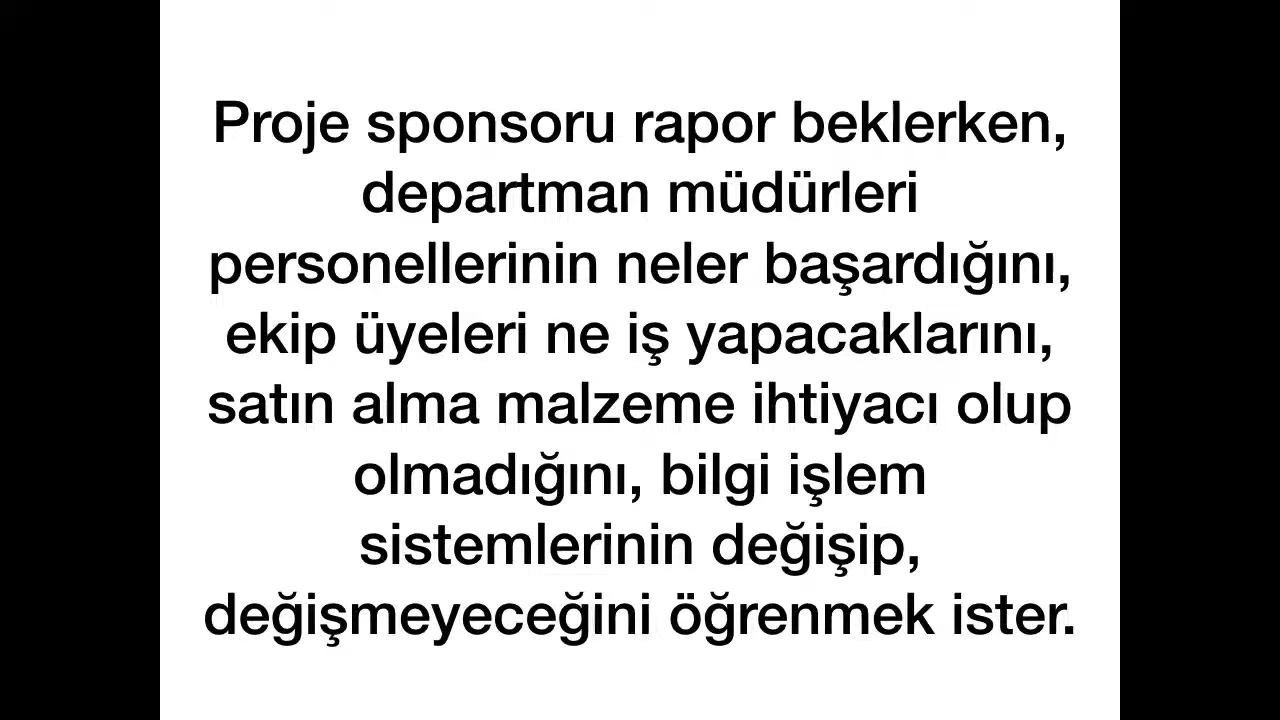 Proje sponsoru rapor beklerken,
departman müdürleri
personellerinin neler başardığını,
ekip üyeleri ne iş yapacaklarını,
satın alma malzeme ihtiyacı olup
olmadığını, bilgi işlem
sistemlerinin değişip,
değişmeyeceğini öğrenmek ister.